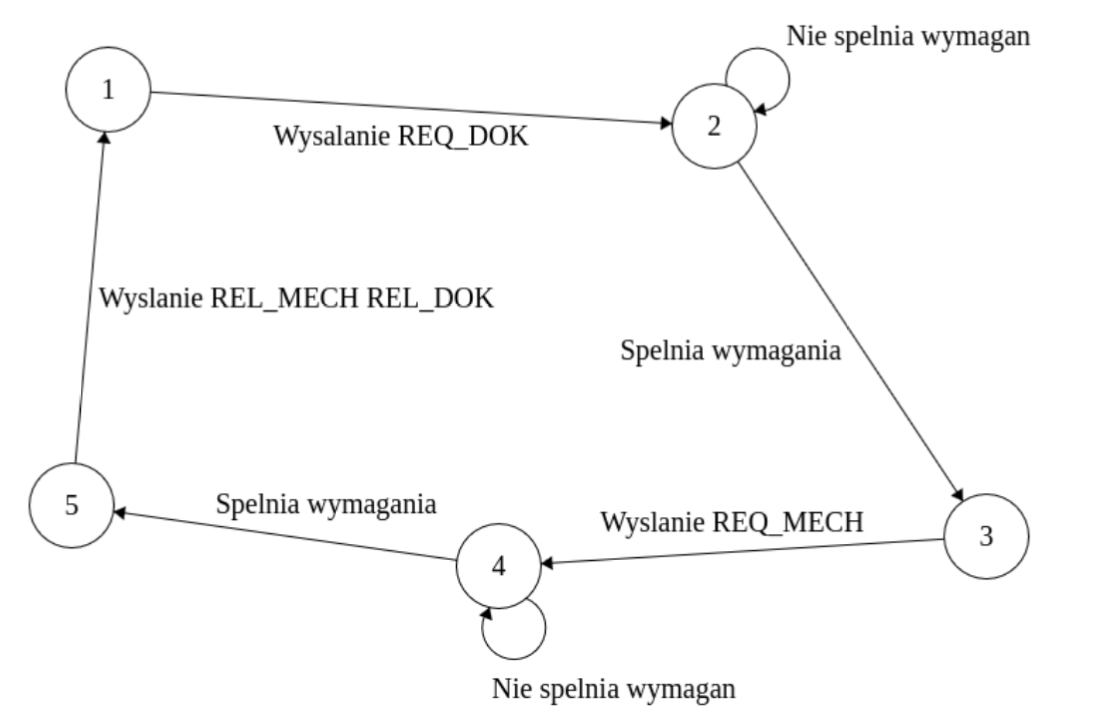 Nie spelnia wymagan
1
2
Wysalanie REQ_DOK
Wyslanie REL_MECH REL_DOK
Spelnia wymagania
5
Spelnia wymagania
Wyslanie REQ_MECH
3
4
Nie spelnia wymagan